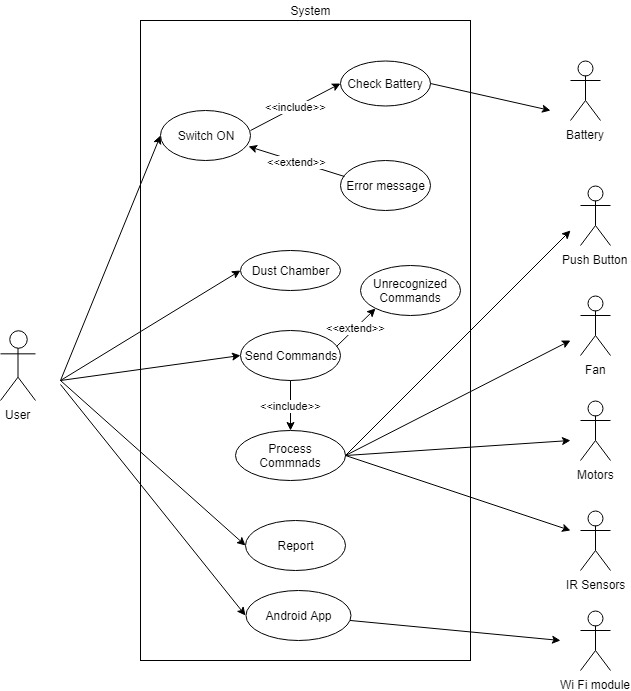 System
Check Battery
<<include>>
Switch ON
Battery
<<extend>>
Error message
Push Button
Dust Chamber
Unrecognized
Commands
<<extend>>
Send Commands
Fan
User
<<include>>
Process
Commnads
Motors
Report
IR Sensors
Android App
Wi Fi module